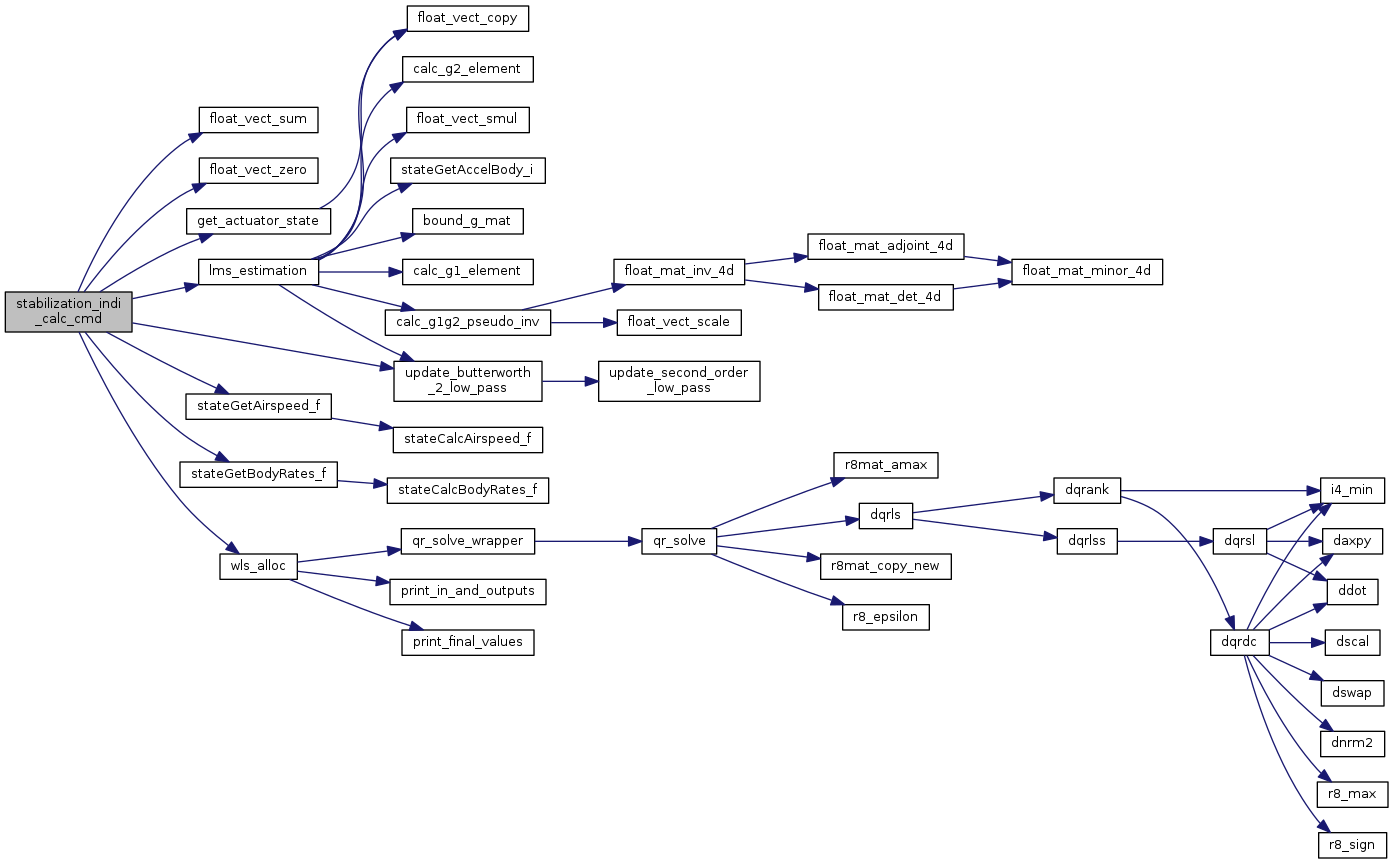 float_vect_copy
calc_g2_element
float_vect_sum
float_vect_smul
float_vect_zero
stateGetAccelBody_i
get_actuator_state
bound_g_mat
float_mat_adjoint_4d
lms_estimation
calc_g1_element
float_mat_inv_4d
float_mat_minor_4d
float_mat_det_4d
stabilization_indi
_calc_cmd
calc_g1g2_pseudo_inv
float_vect_scale
update_butterworth
_2_low_pass
update_second_order
_low_pass
stateGetAirspeed_f
stateCalcAirspeed_f
r8mat_amax
stateGetBodyRates_f
stateCalcBodyRates_f
dqrank
i4_min
dqrls
qr_solve_wrapper
qr_solve
dqrlss
dqrsl
daxpy
wls_alloc
r8mat_copy_new
print_in_and_outputs
ddot
r8_epsilon
print_final_values
dqrdc
dscal
dswap
dnrm2
r8_max
r8_sign